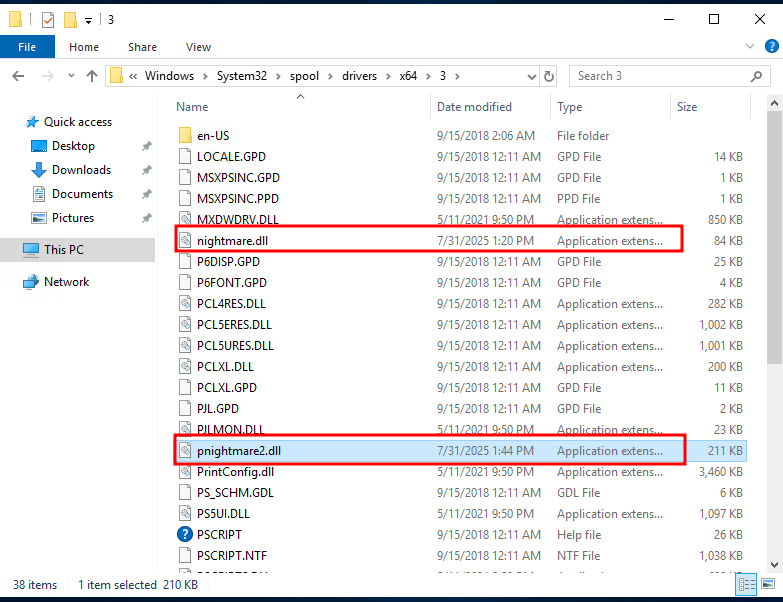 3
File Home Share View
« Windows > System32 > spool > drivers > x64 > 3 > Search 3
Name Date modified Type Size
Quick access
Desktop
Downloads
Documents
Pictures
This PC
Network
en-US 9/15/2018 2:06 AM File folder
LOCALE.GPD 9/15/2018 12:11 AM GPD File 14 KB
MSXPSINC.GPD 9/15/2018 12:11 AM GPD File 1 KB
MSXPSINC.PPD 9/15/2018 12:11 AM PPD File 1 KB
MXDWDRV.DLL 5/11/2021 9:50 PM Application extens... 850 KB
nightmare.dll 7/31/2025 1:20 PM Application extens... 84 KB
P6DISP.GPD 9/15/2018 12:11 AM GPD File 25 KB
P6FONT.GPD 9/15/2018 12:11 AM GPD File 4 KB
PCL4RES.DLL 9/15/2018 12:11 AM Application extens... 282 KB
PCL5ERES.DLL 9/15/2018 12:11 AM Application extens... 1,002 KB
PCL5URES.DLL 9/15/2018 12:11 AM Application extens... 1,001 KB
PCLXL.DLL 9/15/2018 12:11 AM Application extens... 200 KB
PCLXL.GPD 9/15/2018 12:11 AM GPD File 11 KB
PJL.GPD 9/15/2018 12:11 AM GPD File 2 KB
PJLMON.DLL 5/11/2021 9:50 PM Application extens... 23 KB
pnightmare2.dll 7/31/2025 1:44 PM Application extens... 211 KB
PrintConfig.dll 5/11/2021 9:50 PM Application extens... 3,460 KB
PS_SCHM.GDL 9/15/2018 12:11 AM GDL File 6 KB
PS5UI.DLL 5/11/2021 9:50 PM Application extens... 1,097 KB
PSCRIPT 9/15/2018 12:11 AM Help file 26 KB
PSCRIPT.NTF 9/15/2018 12:11 AM NTF File 1,038 KB
38 items 1 item selected 210 KB